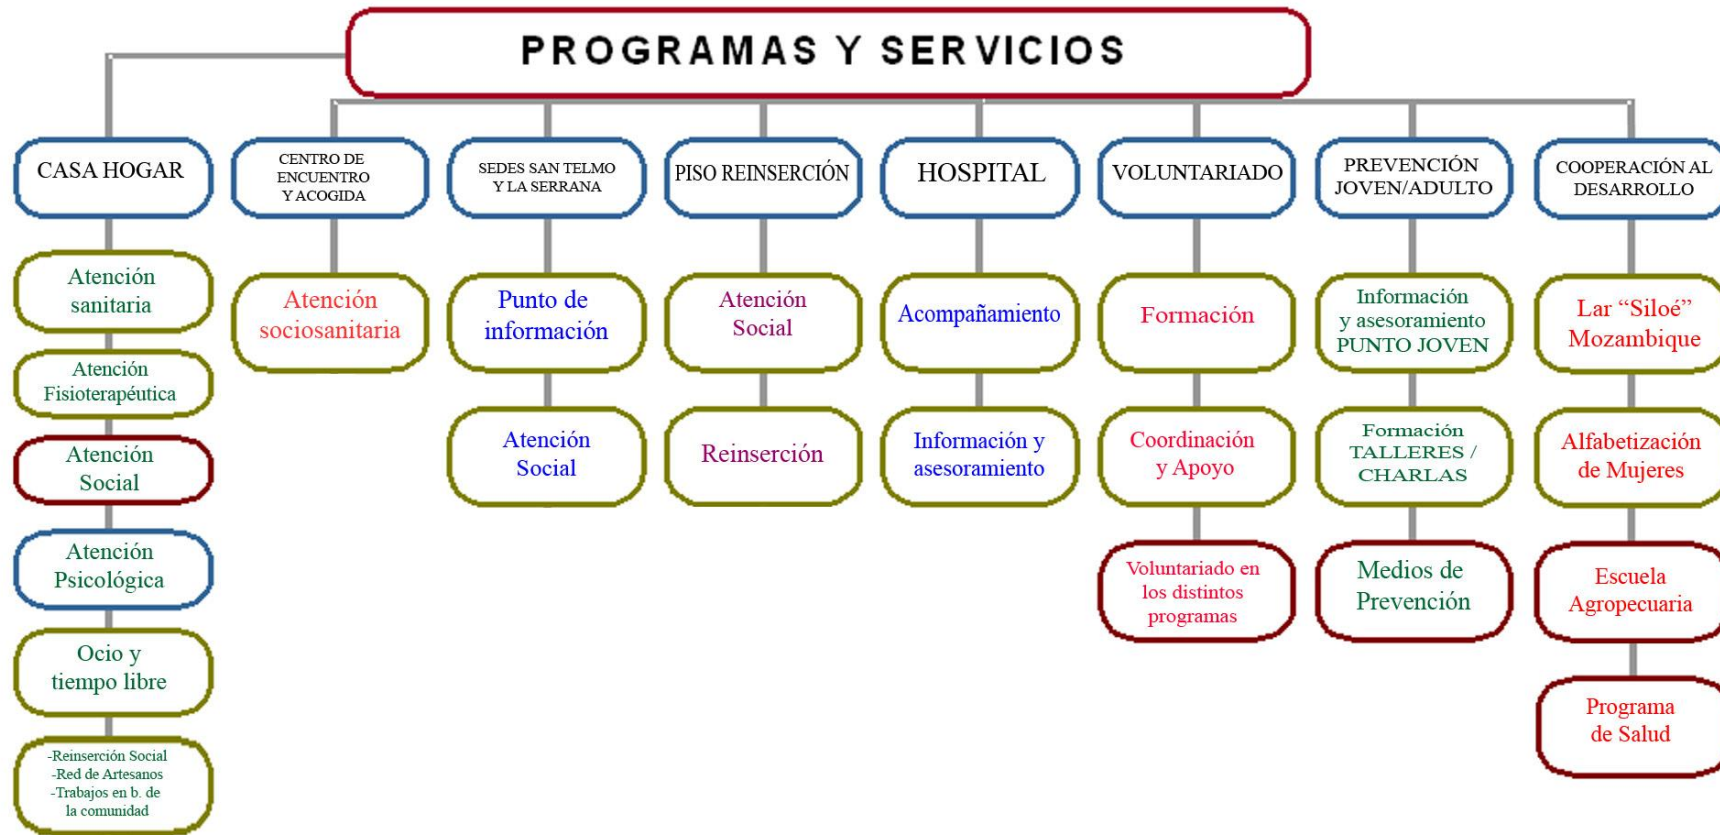 PROGRAMAS Y SERVICIOS
CASA HOGAR
Atención
sanitaria
Atención
Fisioterapéutica
Atención
Social
Atención
Psicológica
Ocio y
tiempo libre
-Reinserción Social
-Red de Artesanos
-Trabajos en b. de
la comunidad
CENTRO DE
ENCUENTRO
Y ACOGIDA
Atención
sociosanitaria
SEDES SAN TELMO
Y LA SERRANA
Punto de
información
Atención
Social
PISO REINSERCIÓN
Atención
Social
Reinserción
HOSPITAL
Acompañamiento
Información y
asesoramiento
VOLUNTARIADO
Formación
Coordinación
y Apoyo
Voluntariado en
los distintos
programas
PREVENCIÓN
JOVEN/ADULTO
Información
y asesoramiento
PUNTO JOVEN
Formación
TALLERES /
CHARLAS
Medios de
Prevención
COOPERACIÓN AL
DESARROLLO
Lar “Siloé”
Mozambique
Alfabetización
de Mujeres
Escuela
Agropecuaria
Programa
de Salud